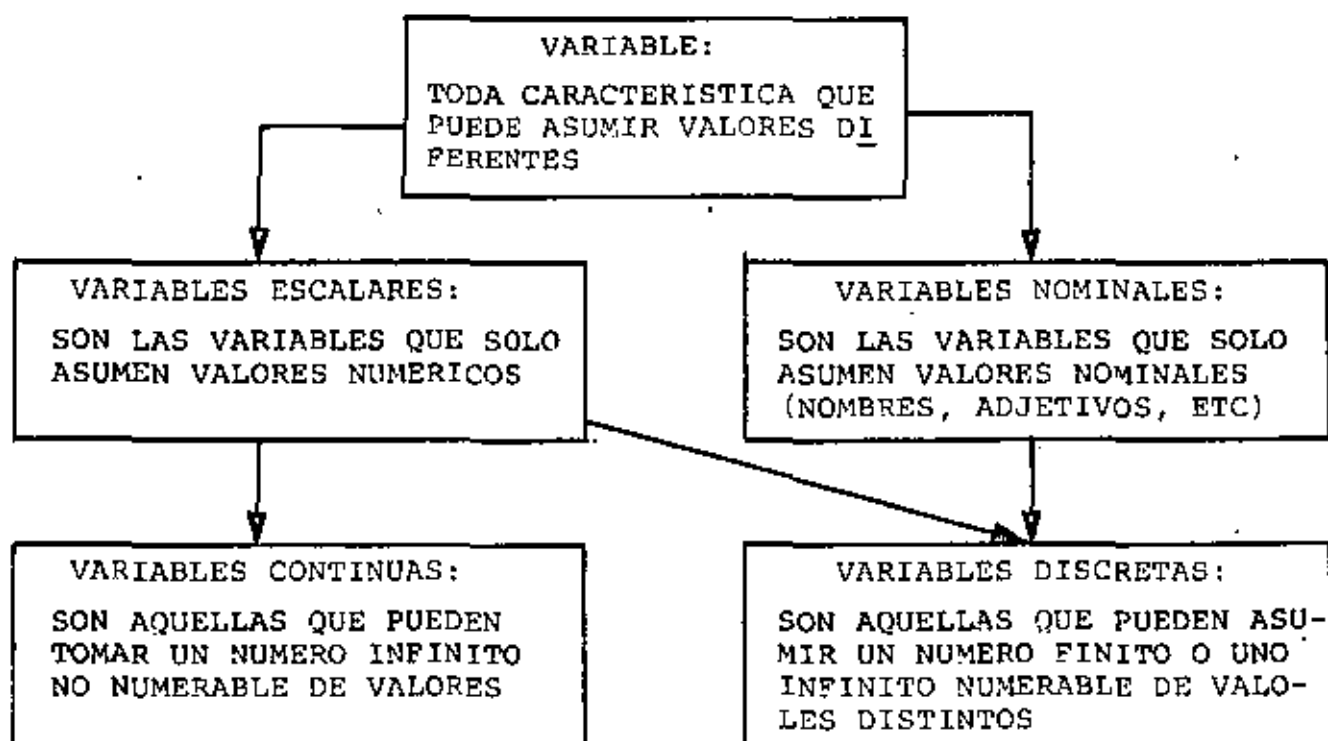 VARIABLE:
TODA CARACTERISTICA QUE
PUEDE ASUMIR VALORES DI
FERENTES
VARIABLES ESCALARES:
SON LAS VARIABLES QUE SOLO
ASUMEN VALORES NUMERICOS
VARIABLES NOMINALES:
SON LAS VARIABLES QUE SOLO
ASUMEN VALORES NOMINALES
(NOMBRES, ADJETIVOS, ETC)
VARIABLES CONTINUAS:
SON AQUELLAS QUE PUEDEN
TOMAR UN NUMERO INFINITO
NO NUMERABLE DE VALORES
VARIABLES DISCRETAS:
SON AQUELLAS QUE PUEDEN ASU-
MIR UN NUMERO FINITO O UNO
INFINITO NUMERABLE DE VALO-
LES DISTINTOS